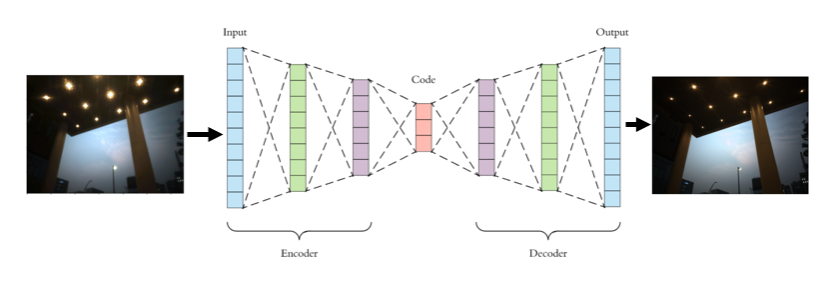 Input
Output
Code
Encoder
Decoder